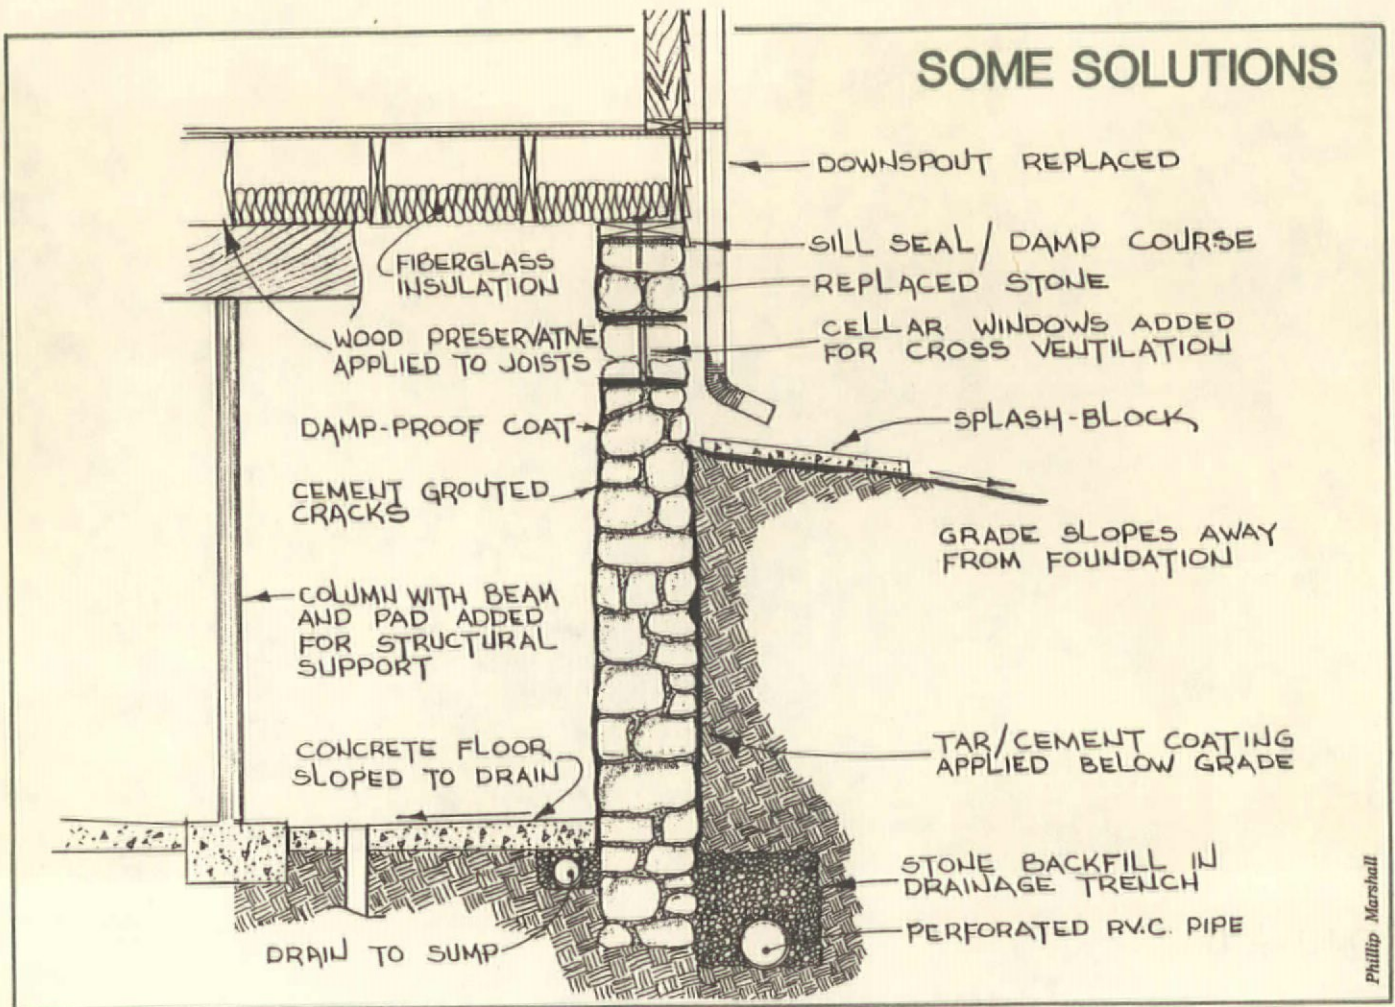 SOME SOLUTIONS
DOWNSPOUT REPLACED
SILL SEAL/DAMP COURSE
REPLACED STONE
CELLAR WINDOWS ADDED
FOR CROSS VENTILATION
SPLASH-BLOCK
GRADE SLOPES AWAY
FROM FOUNDATION
TAR/CEMENT COATING
APPLIED BELOW GRADE
STONE BACKFILL IN
DRAINAGE TRENCH
PERFORATED P.V.C. PIPE
FIBERGLASS
INSULATION
WOOD PRESERVATIVE
APPLIED TO JOISTS
DAMP-PROOF COAT
CEMENT GROUTED
CRACKS
COLUMN WITH BEAM
AND PAD ADDED
FOR STRUCTURAL
SUPPORT
CONCRETE FLOOR
SLOPED TO DRAIN
DRAIN TO SUMP
Phillip Marshall